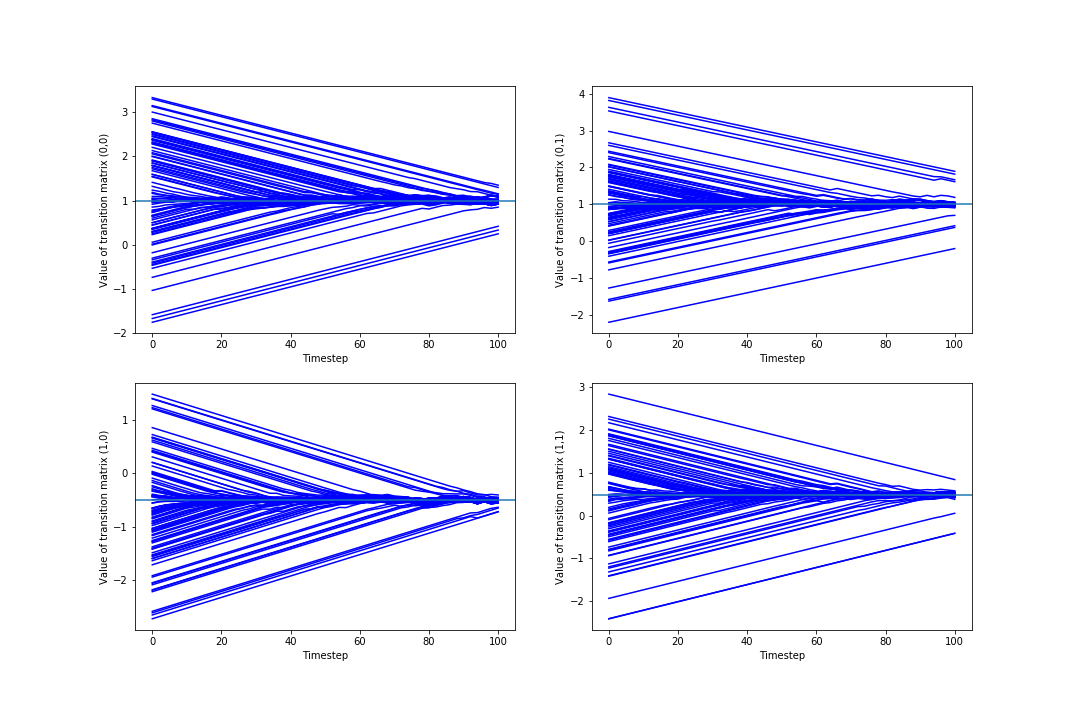 Value of transition matrix (0,0)
3
2
1
0
−1
−2
0 20 40 60 80 100
Timestep
Value of transition matrix (0,1)
4
3
2
1
0
−1
−2
0 20 40 60 80 100
Timestep
Value of transition matrix (1,0)
1
0
−1
−2
0 20 40 60 80 100
Timestep
Value of transition matrix (1,1)
3
2
1
0
−1
−2
0 20 40 60 80 100
Timestep